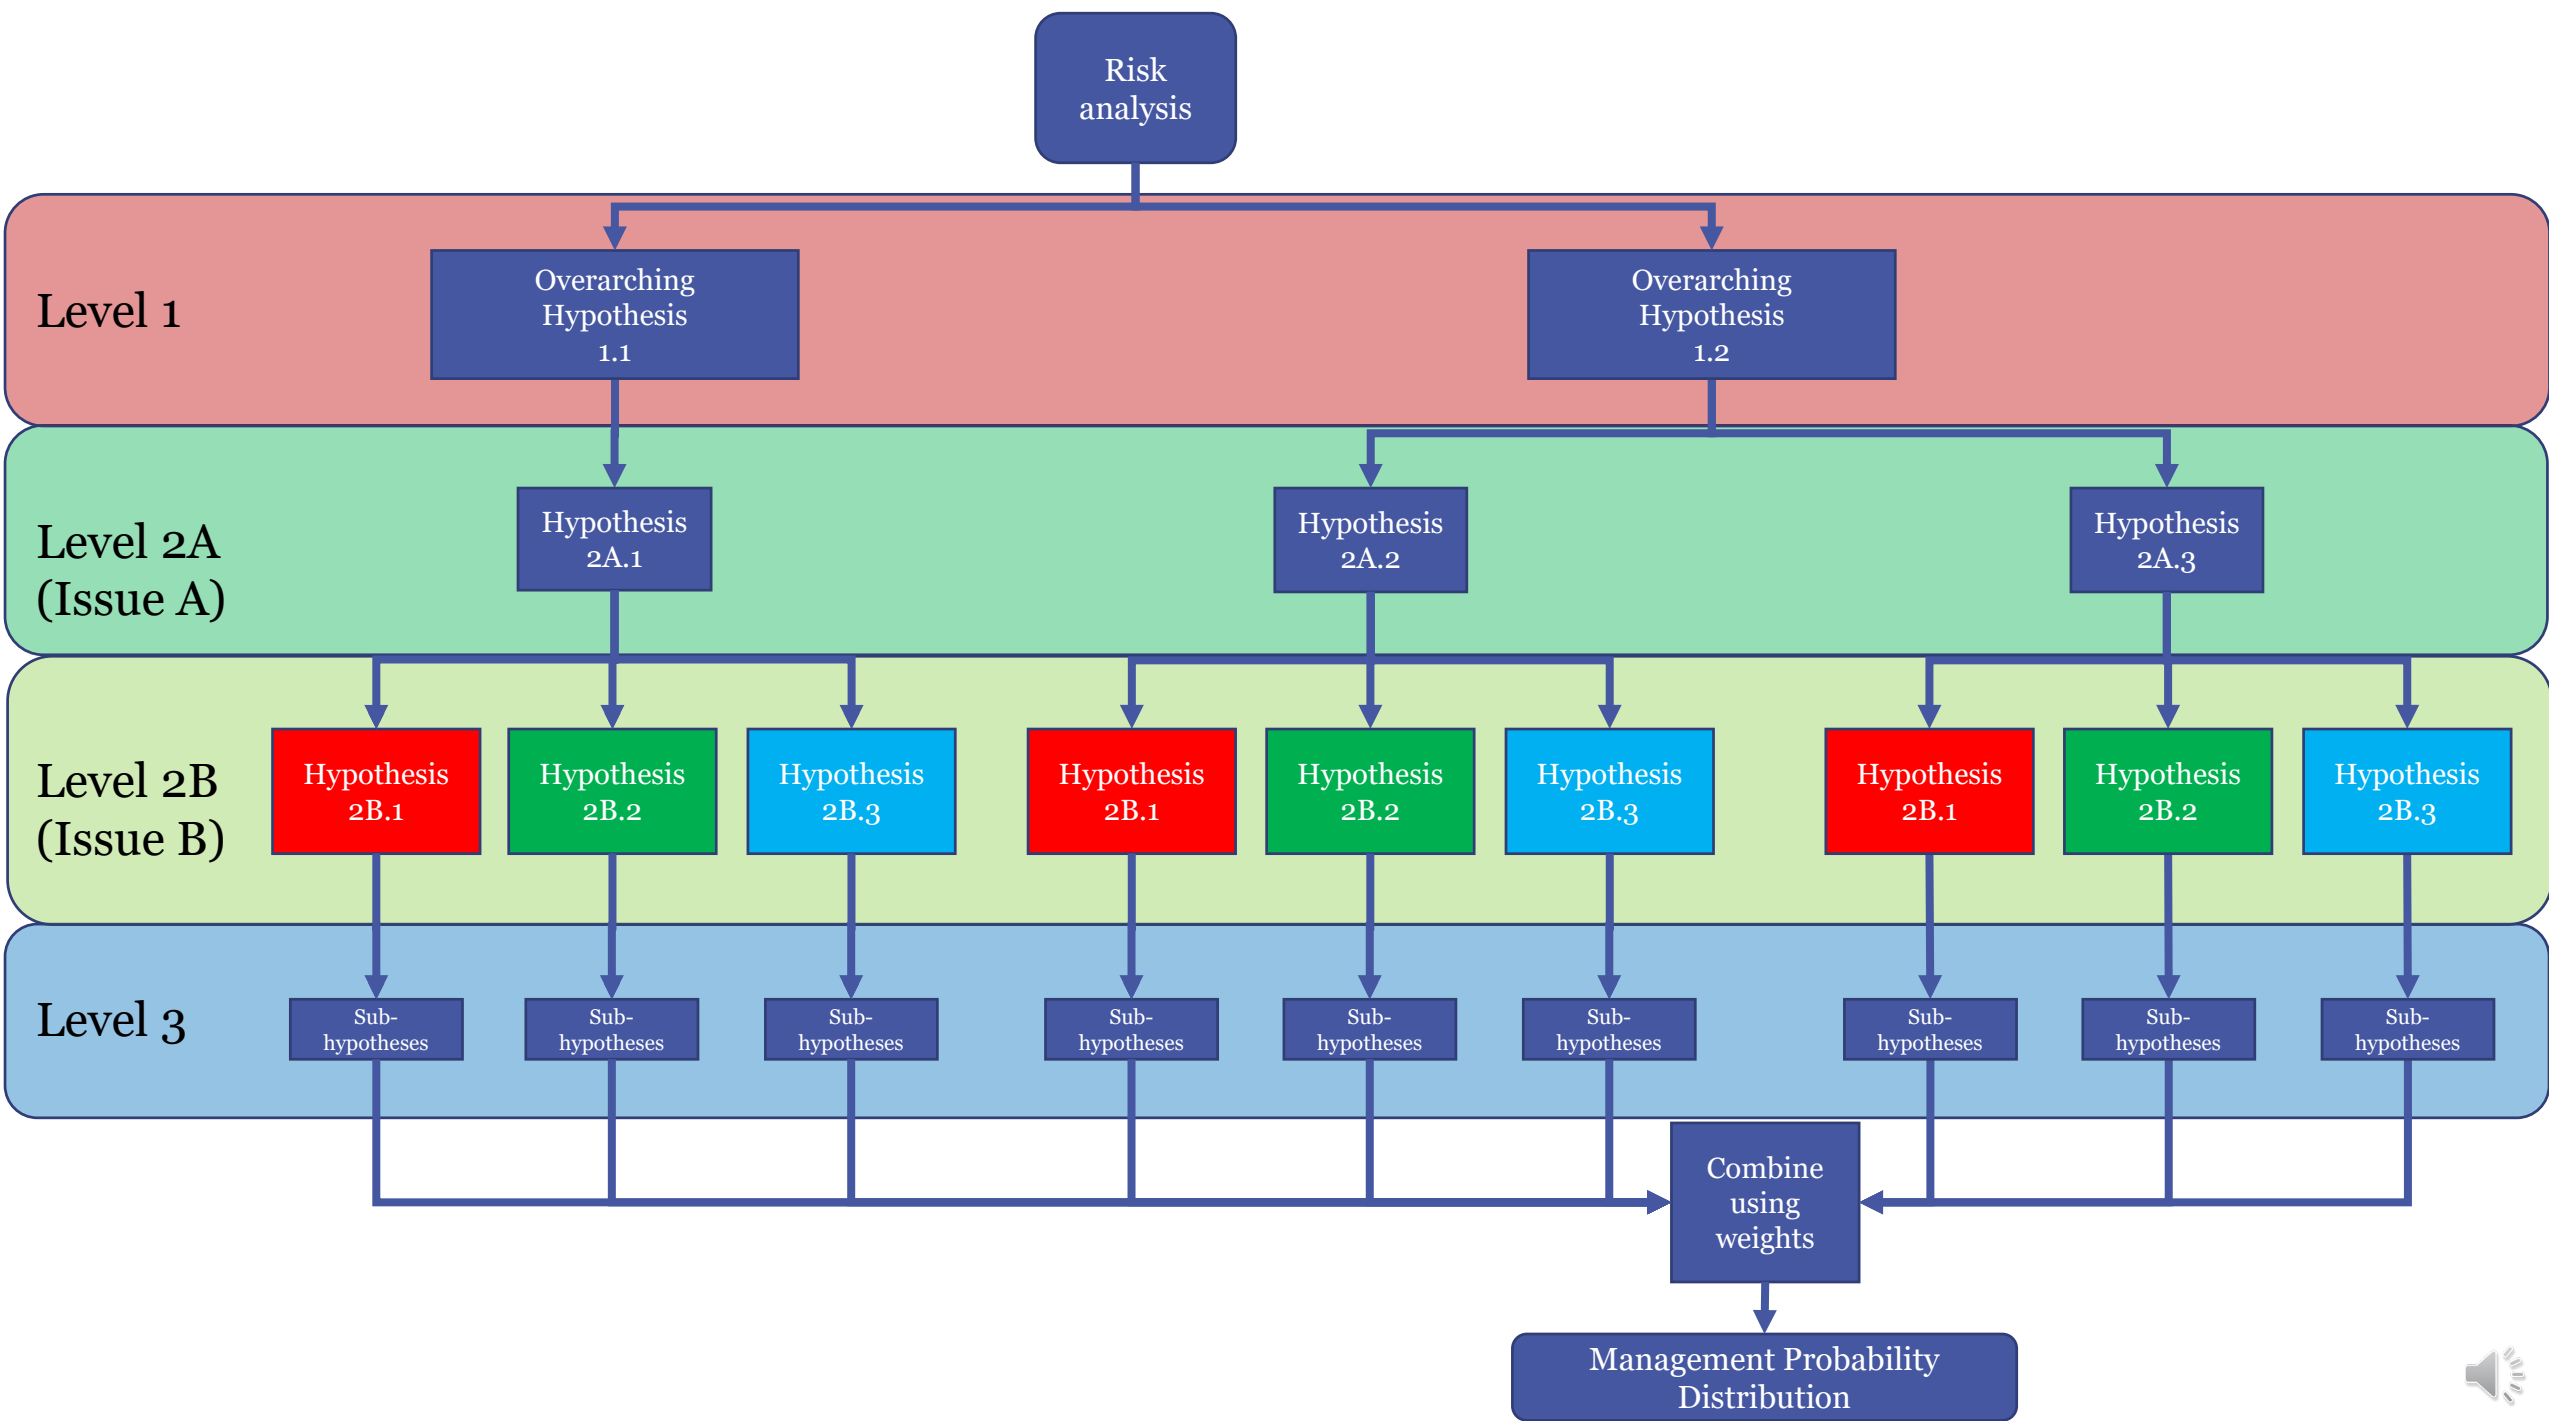 Risk
analysis
Level 1
Overarching
Hypothesis
1.1
Overarching
Hypothesis
1.2
Level 2A
(Issue A)
Hypothesis
2A.1
Hypothesis
2A.2
Hypothesis
2A.3
Level 2B
(Issue B)
Hypothesis
2B.1
Hypothesis
2B.2
Hypothesis
2B.3
Hypothesis
2B.1
Hypothesis
2B.2
Hypothesis
2B.3
Hypothesis
2B.1
Hypothesis
2B.2
Hypothesis
2B.3
Level 3
Sub-
hypotheses
Sub-
hypotheses
Sub-
hypotheses
Sub-
hypotheses
Sub-
hypotheses
Sub-
hypotheses
Sub-
hypotheses
Sub-
hypotheses
Sub-
hypotheses
Combine
using
weights
Management Probability
Distribution